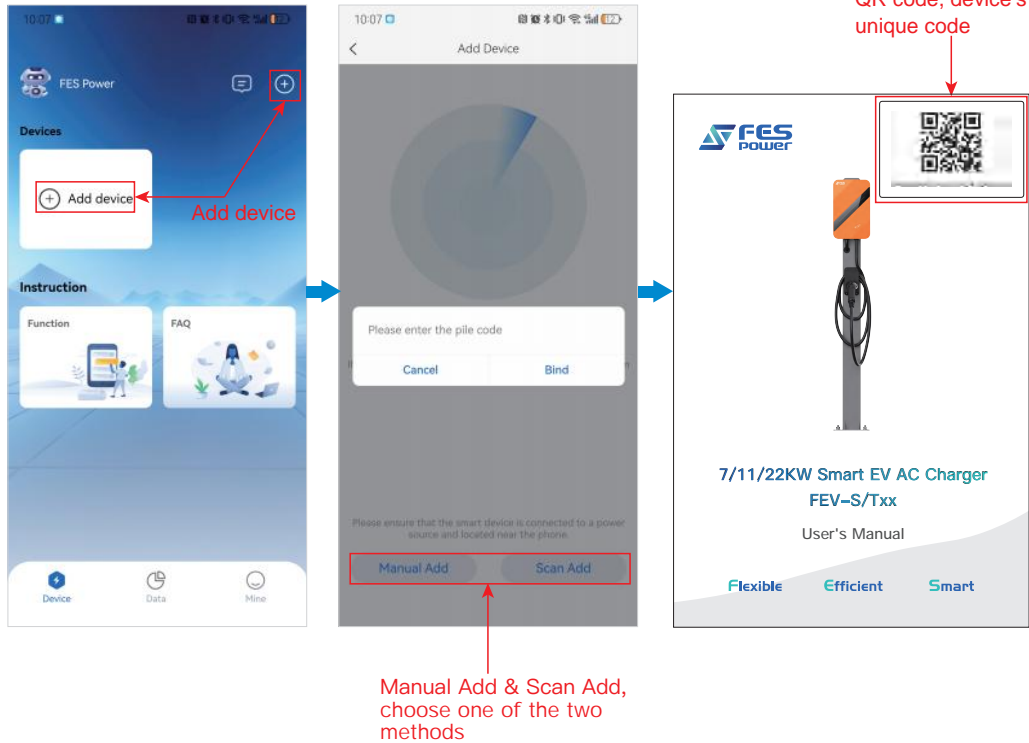 QR code, device's
unique code
10:07
FES Power
Devices
Add device
Add device
Instruction
Function
FAQ
Device
Data
Mine
10:07
Add Device
Please enter the pile code
Cancel
Bind
Please ensure that the smart device is connected to a power
source and located near the phone
Manual Add
Scan Add
Manual Add & Scan Add,
choose one of the two
methods
FES
POWER
7/11/22KW Smart EV AC Charger
FEV-S/Txx
User's Manual
Flexible
Efficient
Smart